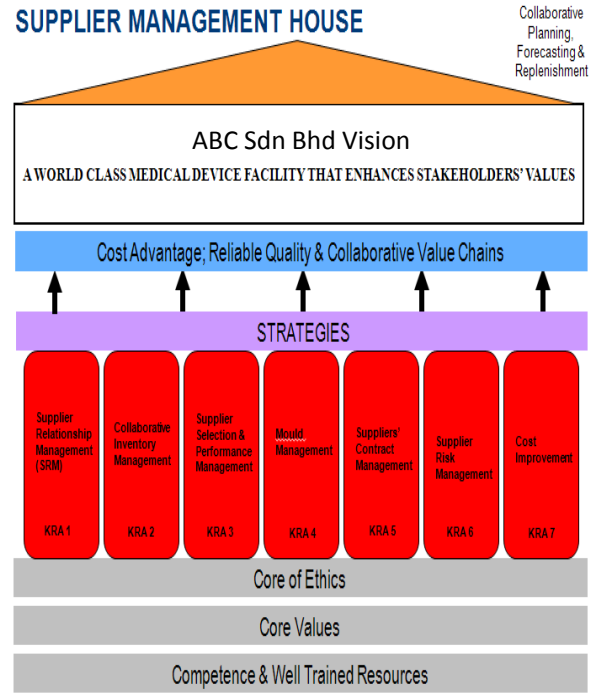 SUPPLIER MANAGEMENT HOUSE
Collaborative
Planning,
Forecasting &
Replenishment
ABC Sdn Bhd Vision
A WORLD CLASS MEDICAL DEVICE FACILITY THAT ENHANCES STAKEHOLDERS' VALUES
Cost Advantage; Reliable Quality & Collaborative Value Chains
STRATEGIES
Supplier
Relationship
Management
(SRM)
KRA 1
Collaborative
Inventory
Management
KRA 2
Supplier
Selection &
Performance
Management
KRA 3
Mould
Management
KRA 4
Suppliers'
Contract
Management
KRA 5
Supplier
Risk
Management
KRA 6
Cost
Improvement
KRA 7
Core of Ethics
Core Values
Competence & Well Trained Resources